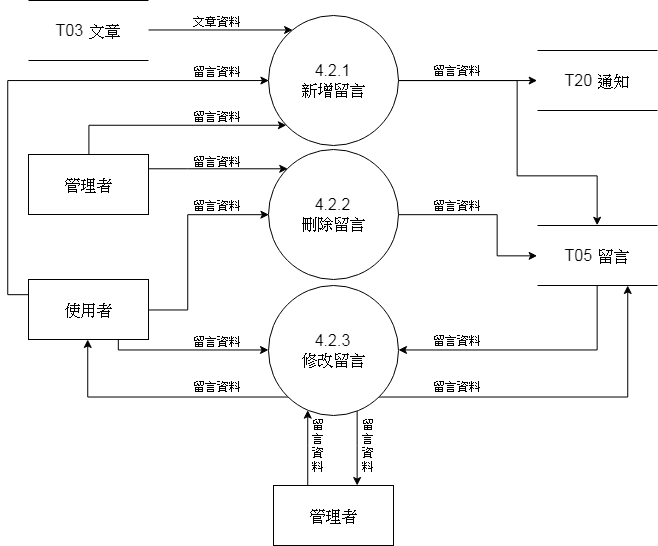 T03 文章
文章資料
4.2.1
新增留言
留言資料
留言資料
T20 通知
留言資料
管理者
留言資料
4.2.2
刪除留言
留言資料
留言資料
T05 留言
使用者
4.2.3
修改留言
留言資料
留言資料
留言資料
留言資料
留言資料
留言資料
管理者